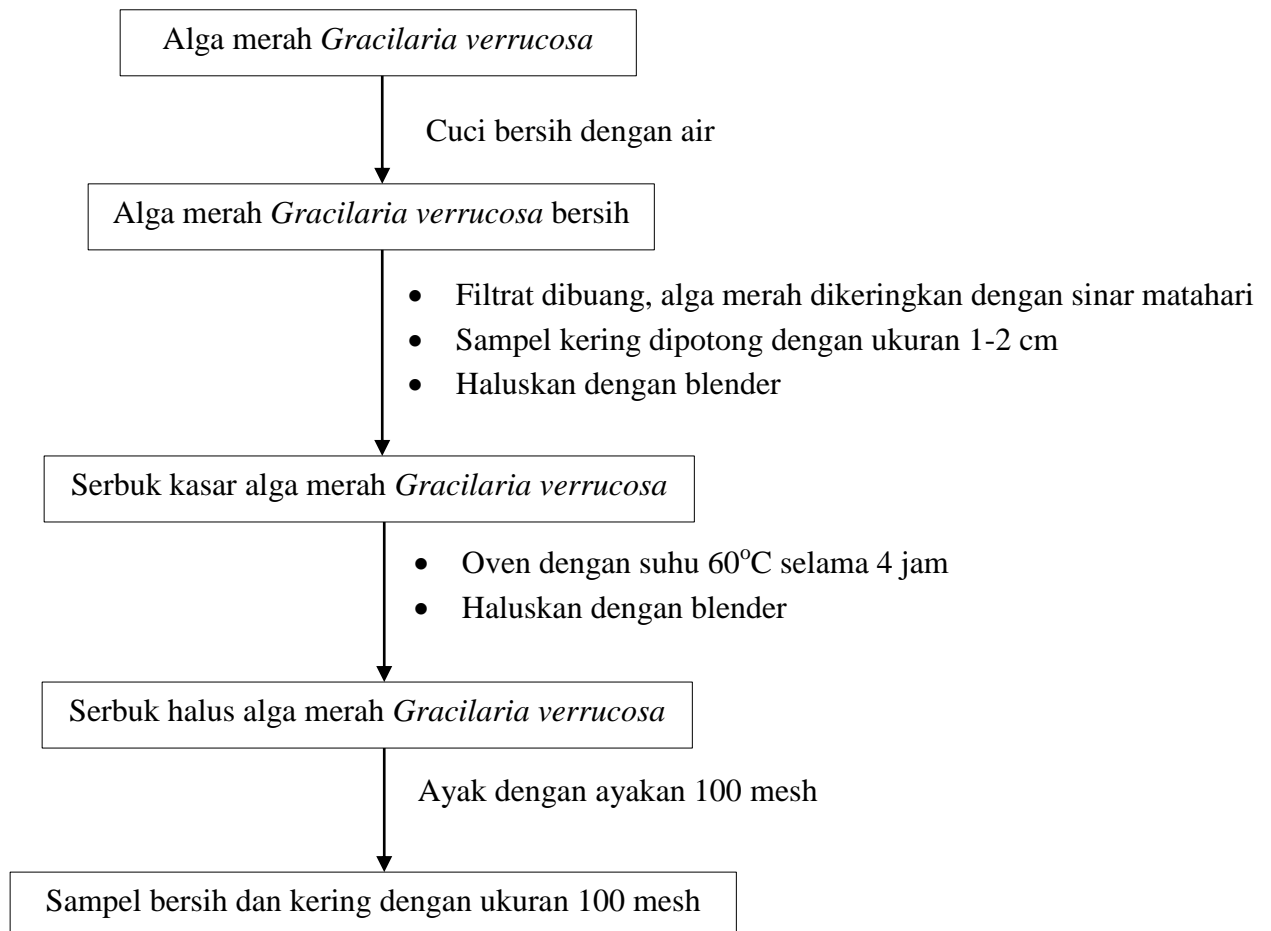 Alga merah Gracilaria verrucosa
Cuci bersih dengan air
Alga merah Gracilaria verrucosa bersih
• Filtrat dibuang, alga merah dikeringkan dengan sinar matahari
• Sampel kering dipotong dengan ukuran 1-2 cm
• Haluskan dengan blender
Serbuk kasar alga merah Gracilaria verrucosa
• Oven dengan suhu 60°C selama 4 jam
• Haluskan dengan blender
Serbuk halus alga merah Gracilaria verrucosa
Ayak dengan ayakan 100 mesh
Sampel bersih dan kering dengan ukuran 100 mesh